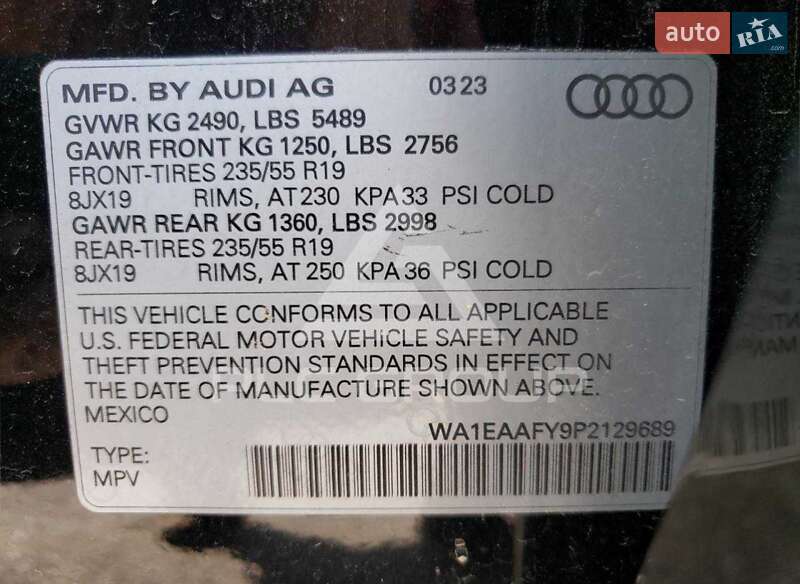 auto RIA.com
MFD. BY AUDI AG 03 23
GVWR KG 2490, LBS 5489
GAWR FRONT KG 1250, LBS 2756
FRONT-TIRES 235/55 R19
8JX19 RIMS, AT 230 KPA 33 PSI COLD
GAWR REAR KG 1360, LBS 2998
REAR-TIRES 235/55 R19
8JX19 RIMS, AT 250 KPA 36 PSI COLD
THIS VEHICLE CONFORMS TO ALL APPLICABLE
U.S. FEDERAL MOTOR VEHICLE SAFETY AND
THEFT PREVENTION STANDARDS IN EFFECT ON
THE DATE OF MANUFACTURE SHOWN ABOVE.
MEXICO
WA1EAAFY9P2129689
TYPE:
MPV